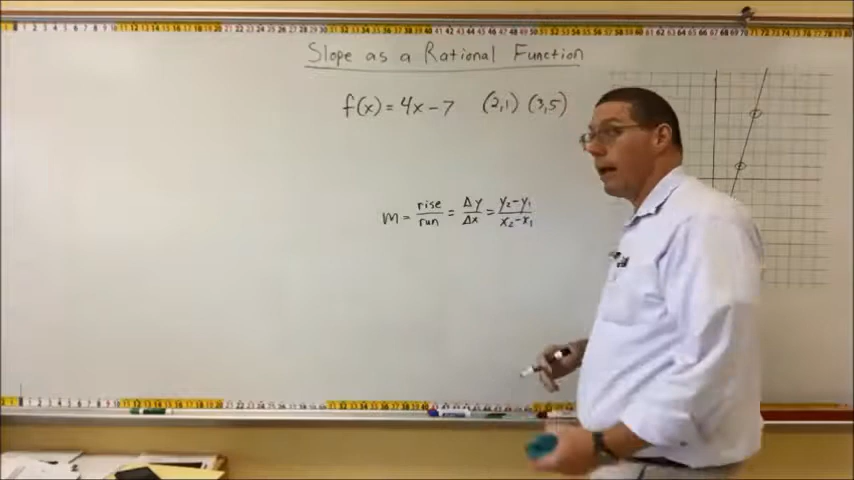 Slope as a Rational Function
f(x) = 4x - 7 (2,1) (3,5)
m = rise/run = Δy/Δx = y₂-y₁/x₂-x₁